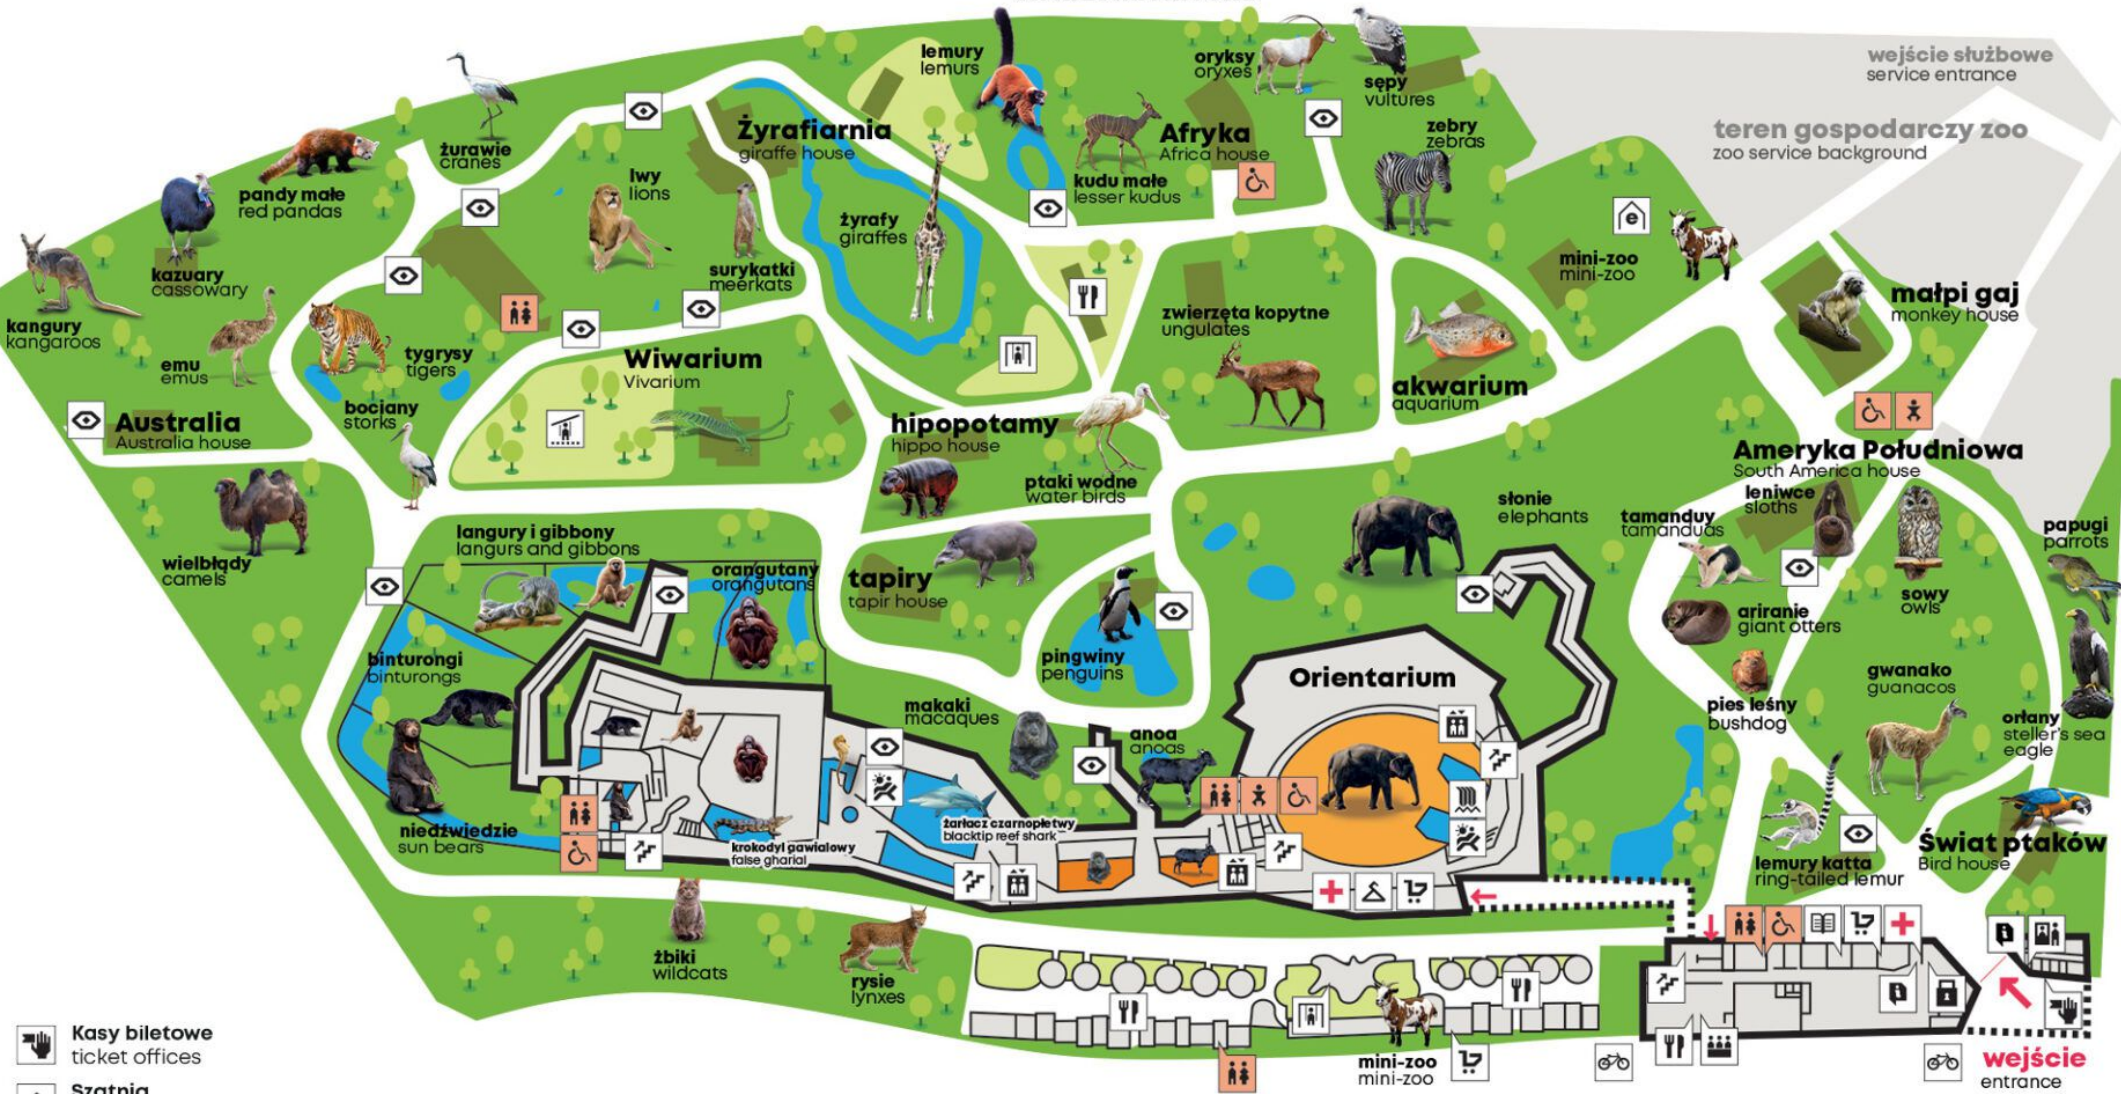 lemury
lemurs
oryksy
oryxes
sępy
vultures
wejście służbowe
service entrance
żurawie
cranes
Żyrafiarnia
giraffe house
Afryka
Africa house
zebry
zebras
teren gospodarczy zoo
zoo service background
pandy małe
red pandas
lwy
lions
kudu małe
lesser kudus
żyrafy
giraffes
kazuary
cassowary
surykatki
meerkats
mini-zoo
mini-zoo
małpi gaj
monkey house
kangury
kangaroos
zwierzęta kopytne
ungulates
emu
emus
tygrysy
tigers
Wiwarium
Vivarium
akwarium
aquarium
bociany
storks
Australia
Australia house
hipopotamy
hippo house
Ameryka Południowa
South America house
ptaki wodne
water birds
leniwce
sloths
słonie
elephants
tamanduy
tamanduas
papugi
parrots
langury i gibbony
langurs and gibbons
wielbłądy
camels
orangutany
orangutans
tapiry
tapir house
sowy
owls
ariranie
giant otters
binturongi
binturongs
pingwiny
penguins
Orientarium
gwanako
guanacos
makaki
macaques
pies leśny
bushdog
orłany
steller's sea
eagle
anoa
anoas
niedźwiedzie
sun bears
żarłacz czarnopłetwy
blacktip reef shark
krokodyl gawialowy
false gharial
Świat ptaków
Bird house
lemury katta
ring-tailed lemur
żbiki
wildcats
rysie
lynxes
Kasy biletowe
ticket offices
mini-zoo
mini-zoo
wejście
entrance
Szatnia